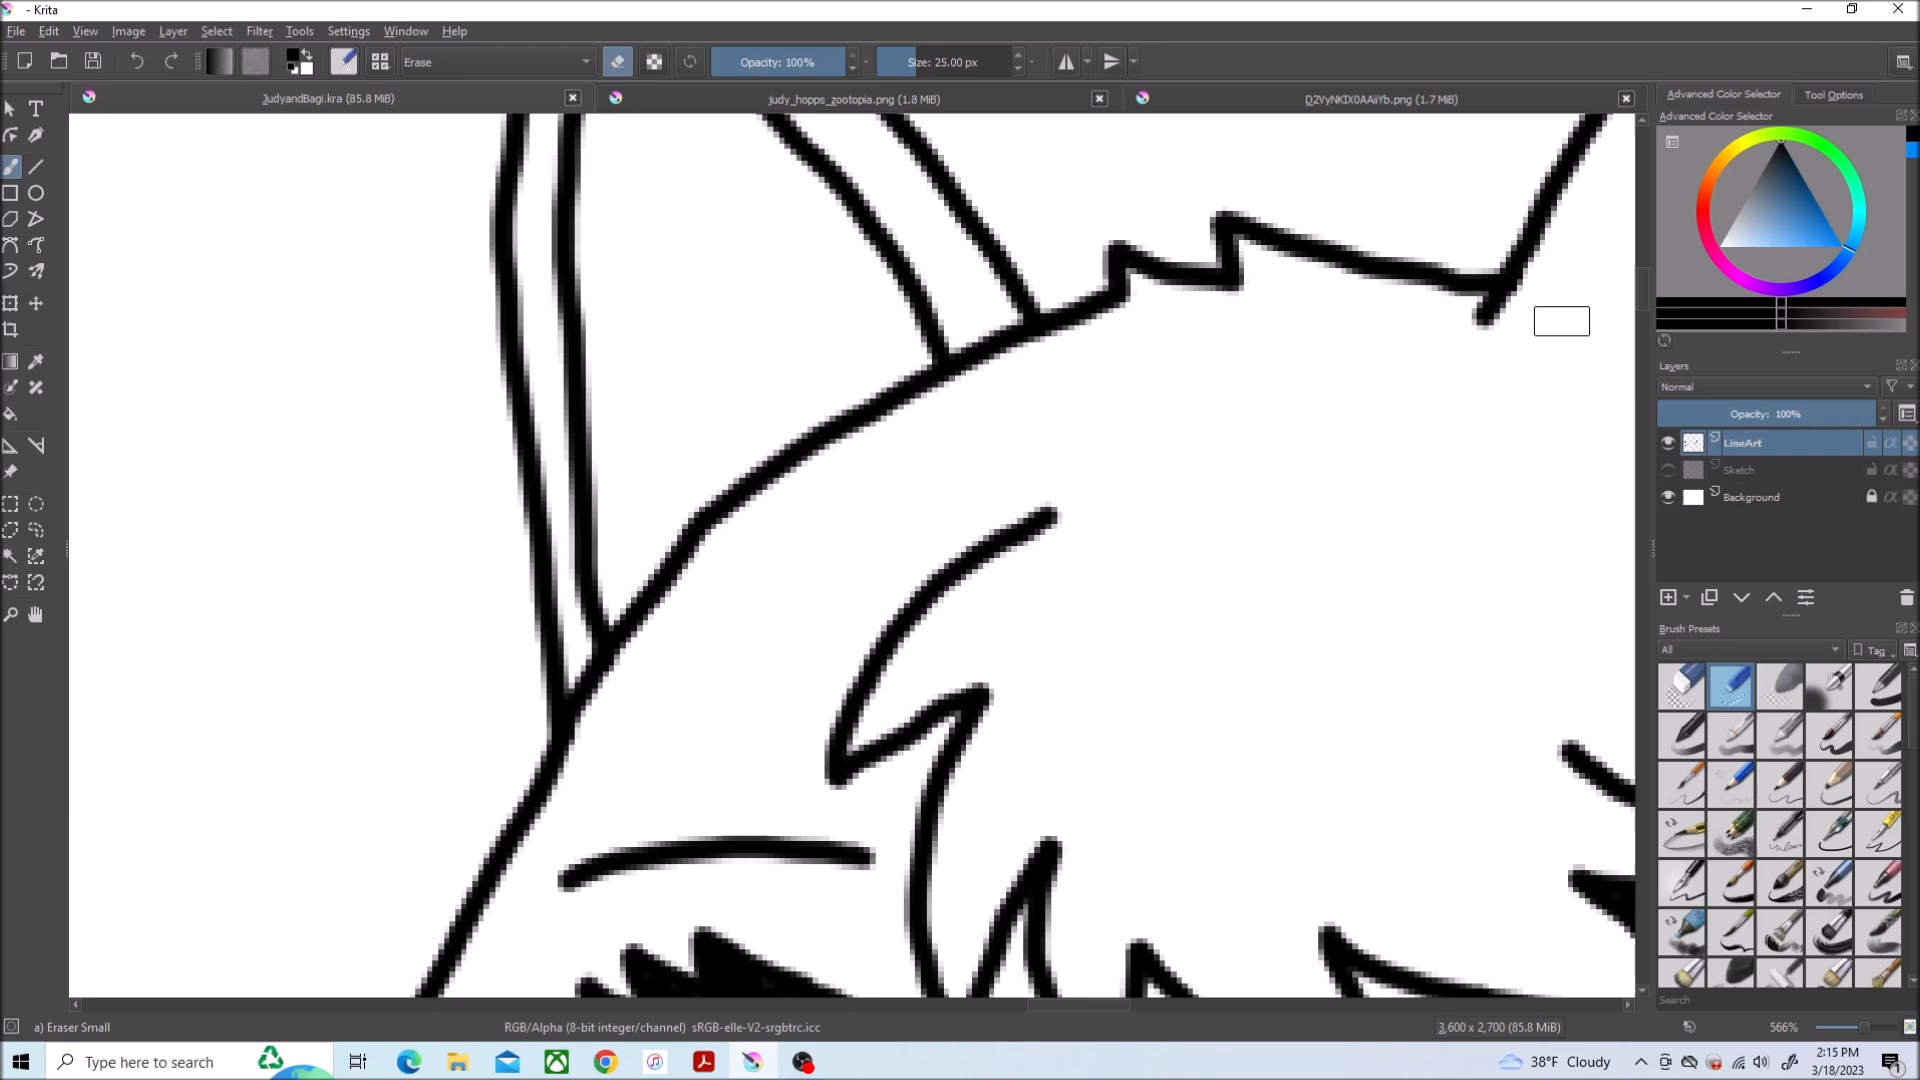 - Krita
File Edit View Image Layer Select Filter Tools Settings Window Help
Erase Opacity: 100% Size: 25.00 px
JudyandBagi.kra (85.8 MiB) judy_hopps_zootopia.png (1.8 MiB) D2VyNKIX0AAiiYb.png (1.7 MiB)
Advanced Color Selector Tool Options
Advanced Color Selector
Layers
Normal
Opacity: 100%
LineArt
Sketch
Background
Brush Presets
All Tag
Search
a) Eraser Small RGB/Alpha (8-bit integer/channel) sRGB-elle-V2-srgbtrc.icc 3,600 x 2,700 (85.8 MiB) 566%
Type here to search 38°F Cloudy 2:15 PM
3/18/2023